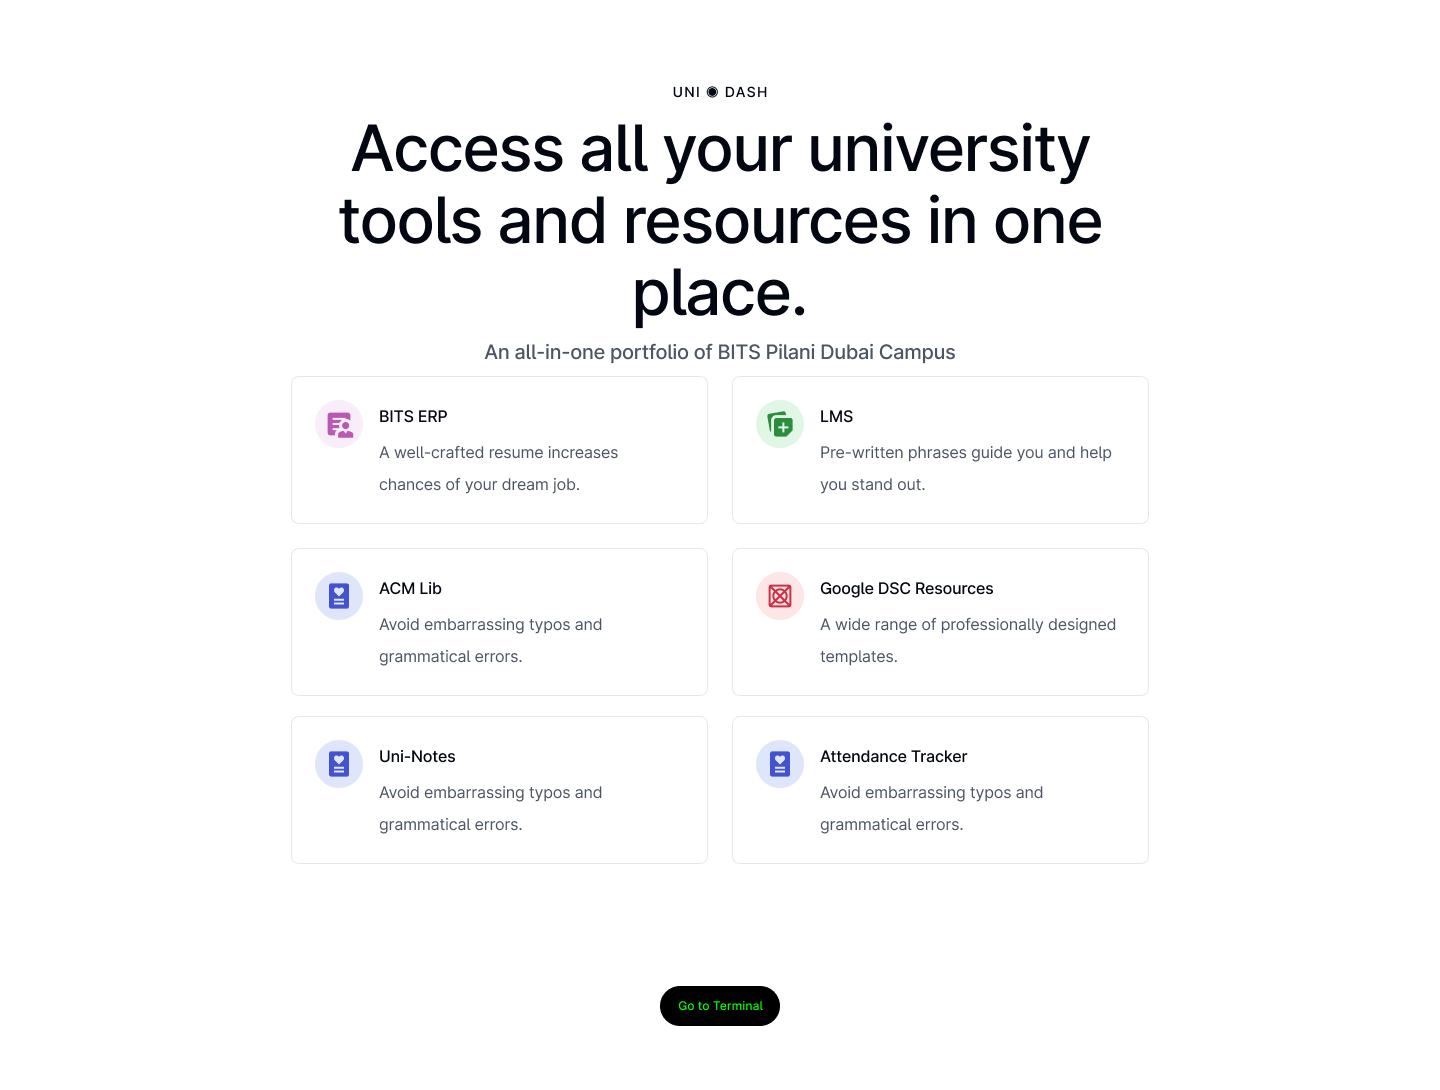 UNI ◉ DASH
Access all your university
tools and resources in one
place.
An all-in-one portfolio of BITS Pilani Dubai Campus
BITS ERP
A well-crafted resume increases
chances of your dream job.
LMS
Pre-written phrases guide you and help
you stand out.
ACM Lib
Avoid embarrassing typos and
grammatical errors.
Google DSC Resources
A wide range of professionally designed
templates.
Uni-Notes
Avoid embarrassing typos and
grammatical errors.
Attendance Tracker
Avoid embarrassing typos and
grammatical errors.
Go to Terminal